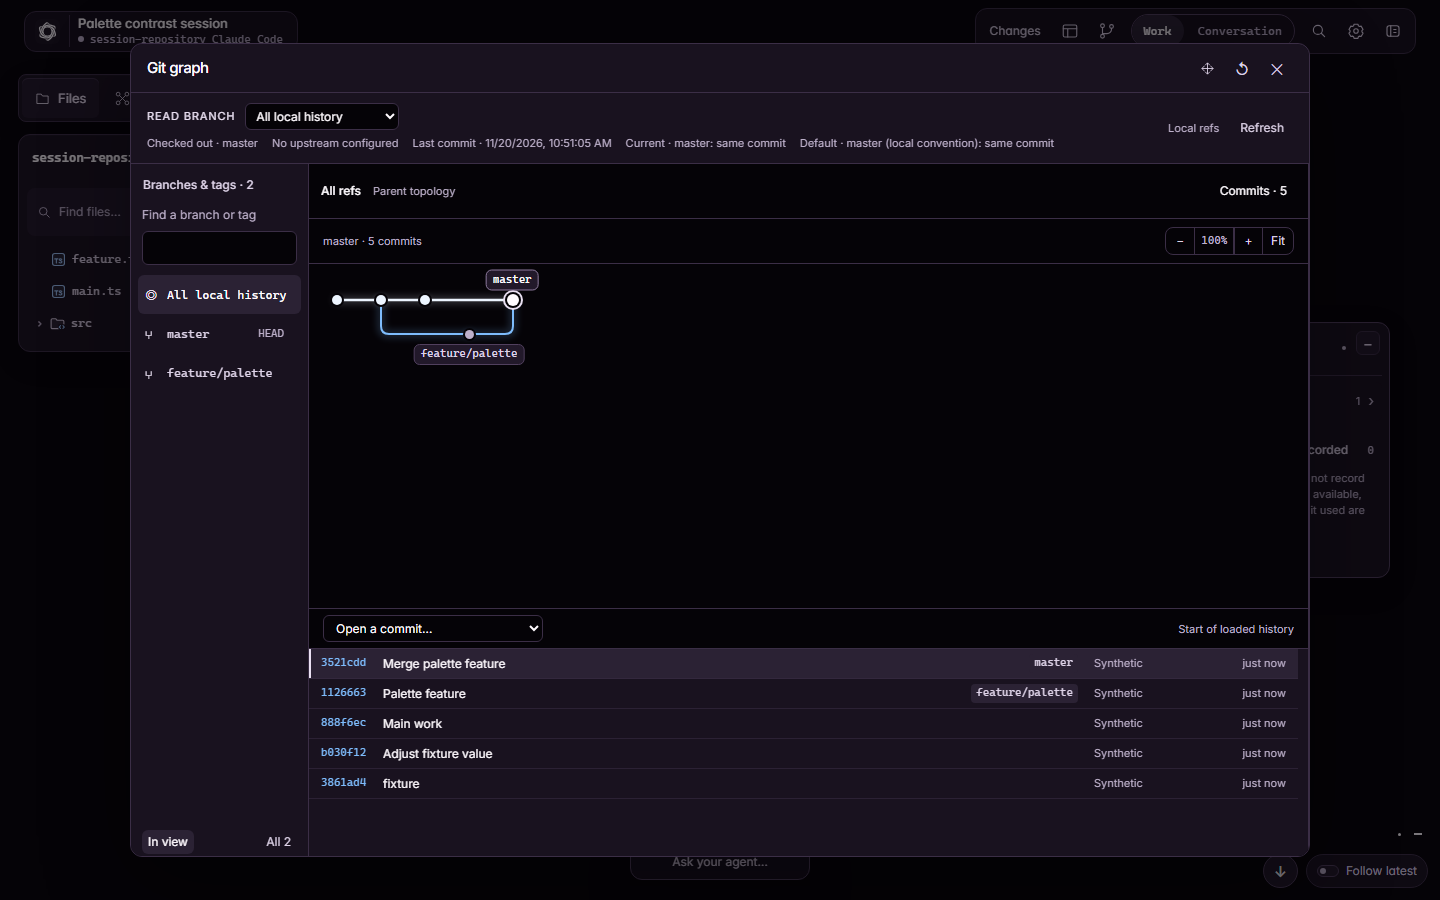 Palette contrast session
session-repository Claude Code
Changes
Work
Conversation
Files
session-repos
Find files...
TS feature.
TS main.ts
src
Git graph
READ BRANCH
All local history
Local refs
Refresh
Checked out · master
No upstream configured
Last commit · 11/20/2026, 10:51:05 AM
Current · master: same commit
Default · master (local convention): same commit
Branches & tags · 2
Find a branch or tag
All local history
master
HEAD
feature/palette
In view
All 2
All refs
Parent topology
Commits · 5
master · 5 commits
−
100%
+
Fit
master
feature/palette
Open a commit...
Start of loaded history
3521cdd Merge palette feature master Synthetic just now
1126663 Palette feature feature/palette Synthetic just now
888f6ec Main work Synthetic just now
b030f12 Adjust fixture value Synthetic just now
3861ad4 fixture Synthetic just now
1
corded 0
not record
available,
it used are
Ask your agent...
Follow latest